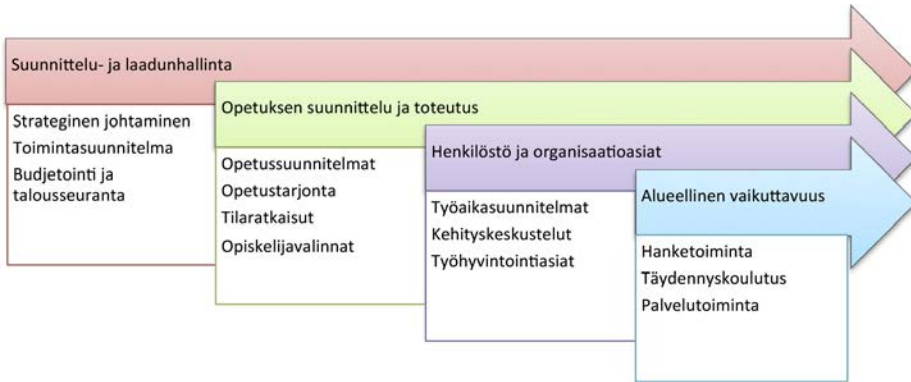 Suunnittelu- ja laadunhallinta
Strateginen johtaminen
Toimintasuunnitelma
Budjetointi ja
talousseuranta
Opetuksen suunnittelu ja toteutus
Opetussuunnitelmat
Opetustarjonta
Tilaratkaisut
Opiskelijavalinnat
Henkilöstö ja organisaatioasiat
Työaikasuunnitelmat
Kehityskeskustelut
Työhyvintointiasiat
Alueellinen vaikuttavuus
Hanketoiminta
Täydennyskoulutus
Palvelutoiminta